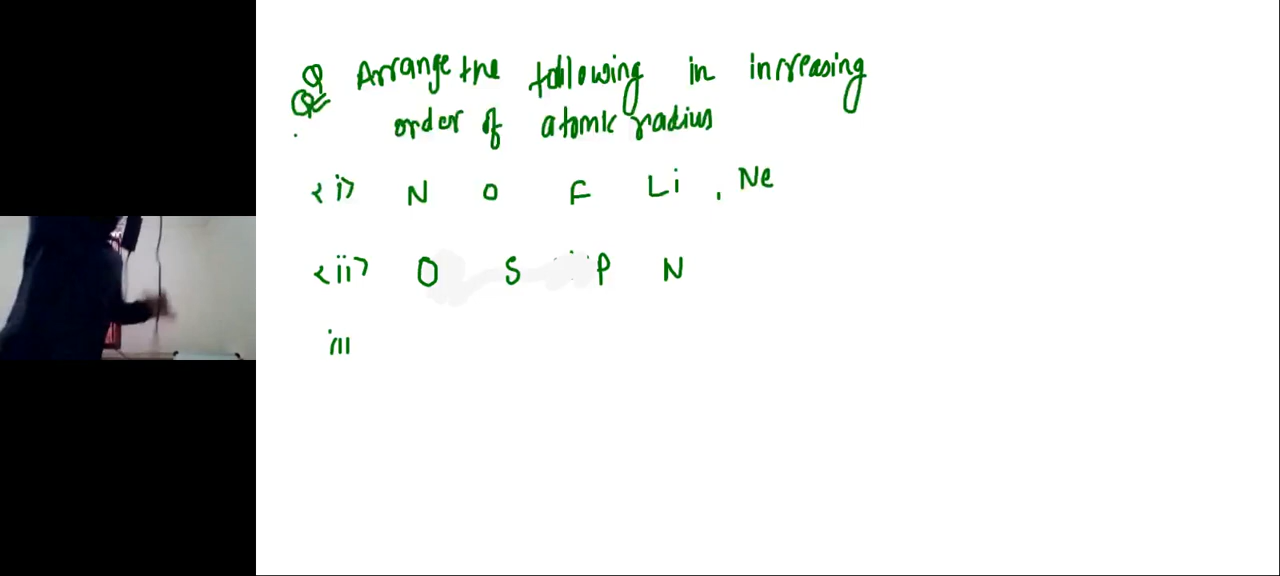 Q Arrange the following in increasing
Q= order of atomic radius
<i> N O F Li , Ne
<ii> O S P N
iii